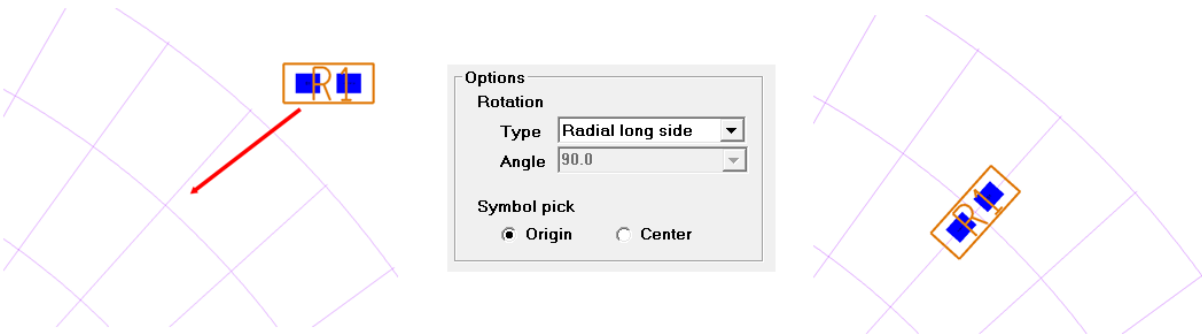 R1
Options
Rotation
Type Radial long side
Angle 90.0
Symbol pick
Origin Center
R1